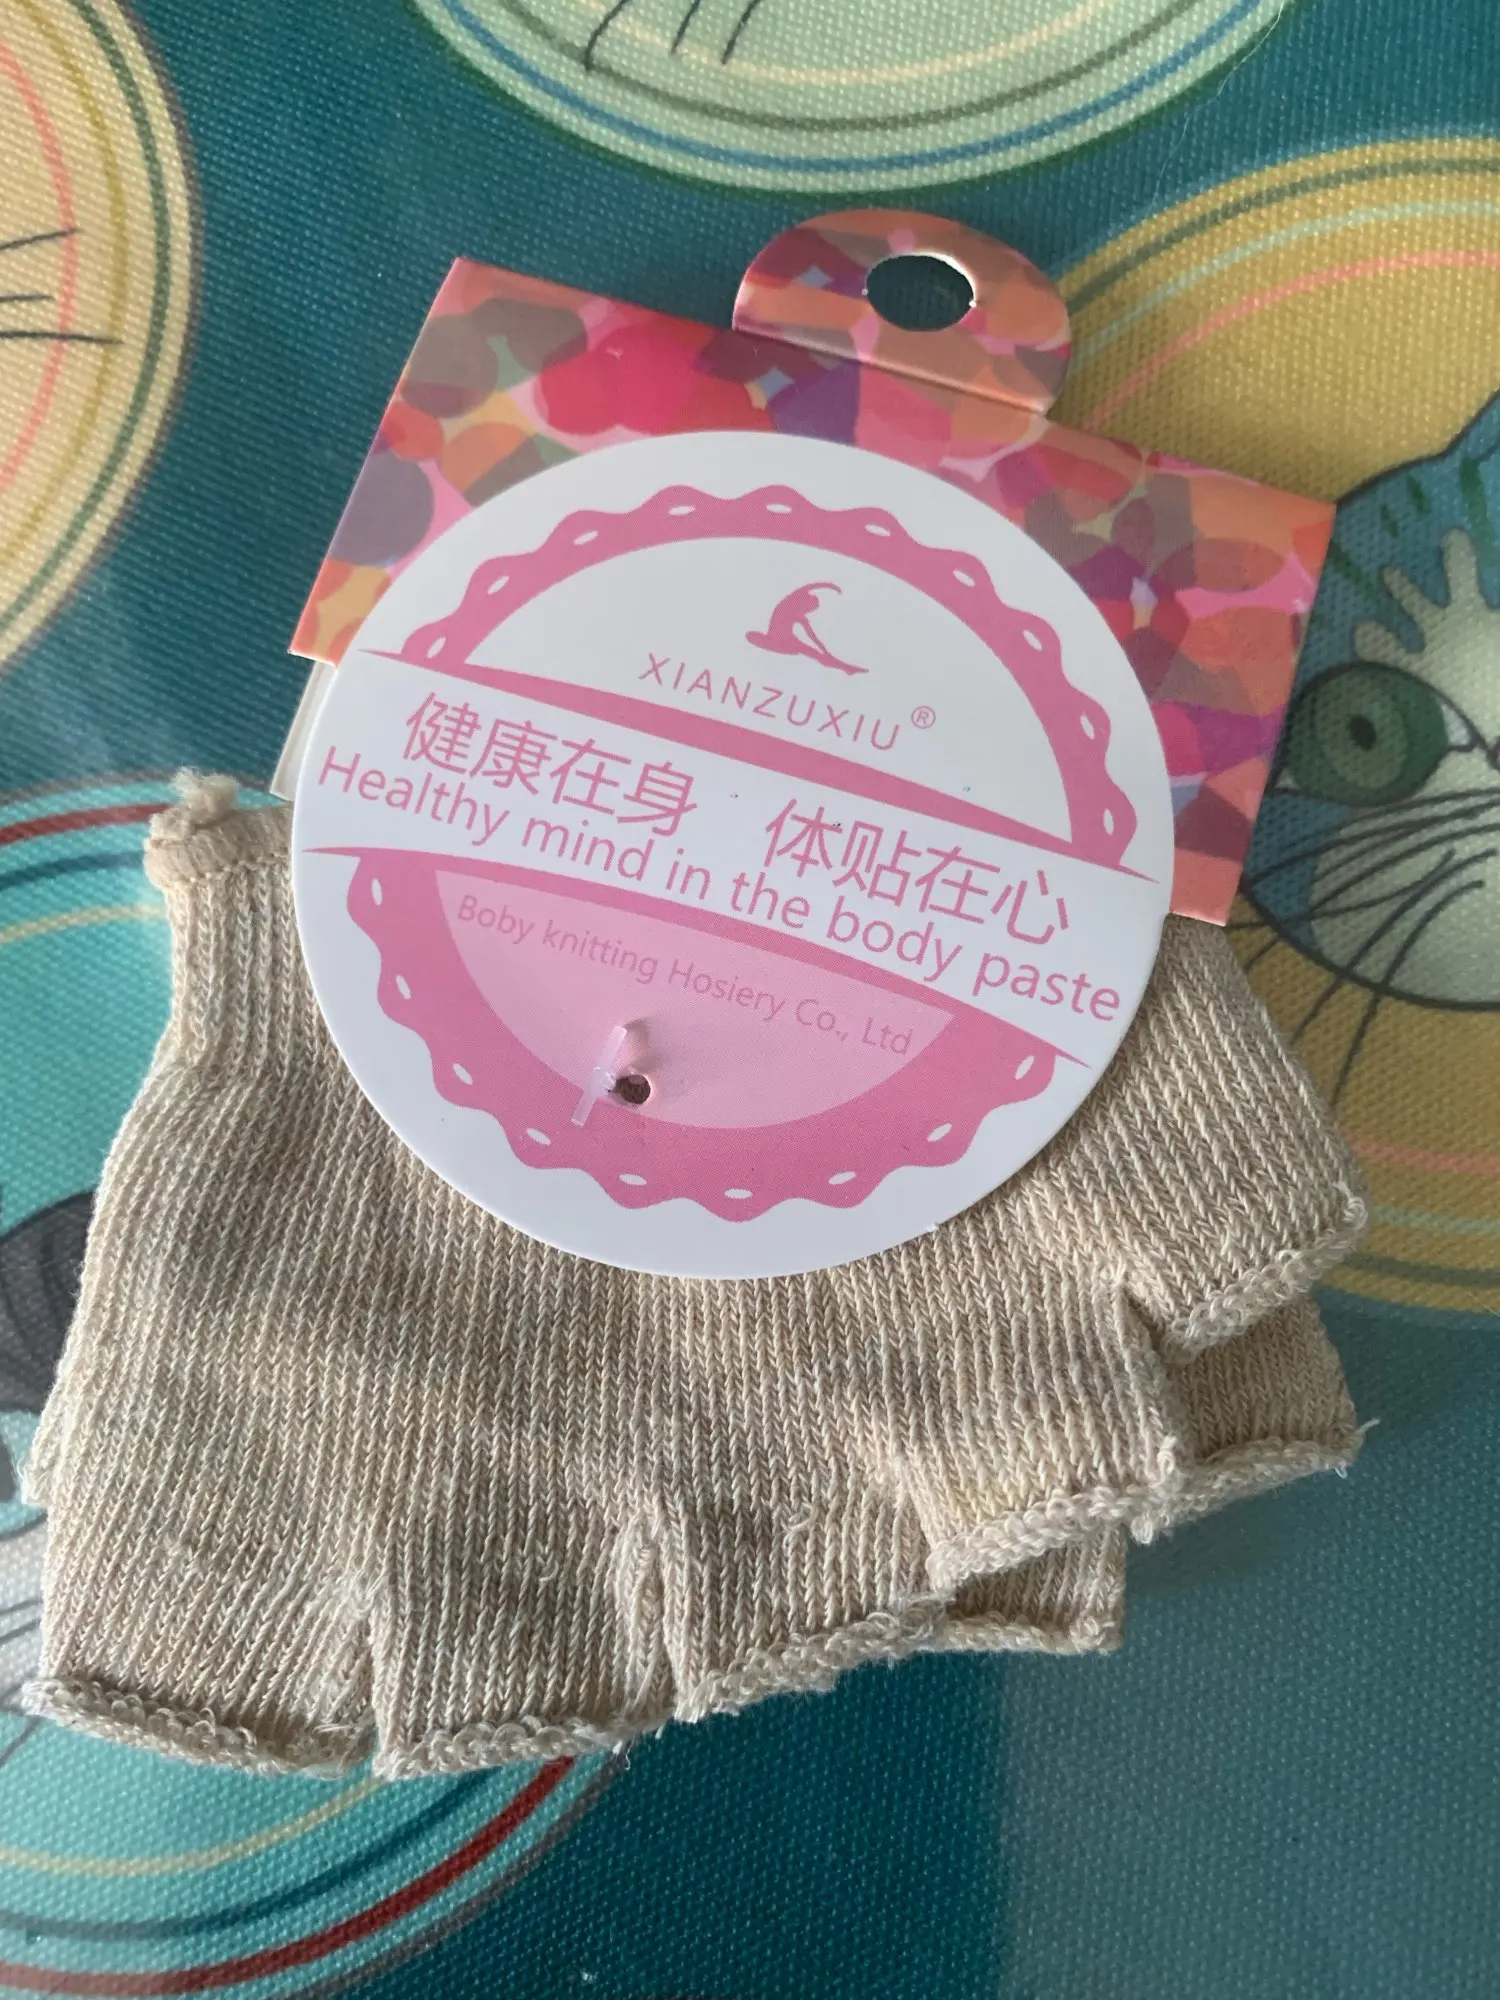 XIANZUXIU®
健康在身 体贴在心
Healthy mind in the body paste
Boby knitting Hosiery Co., Ltd